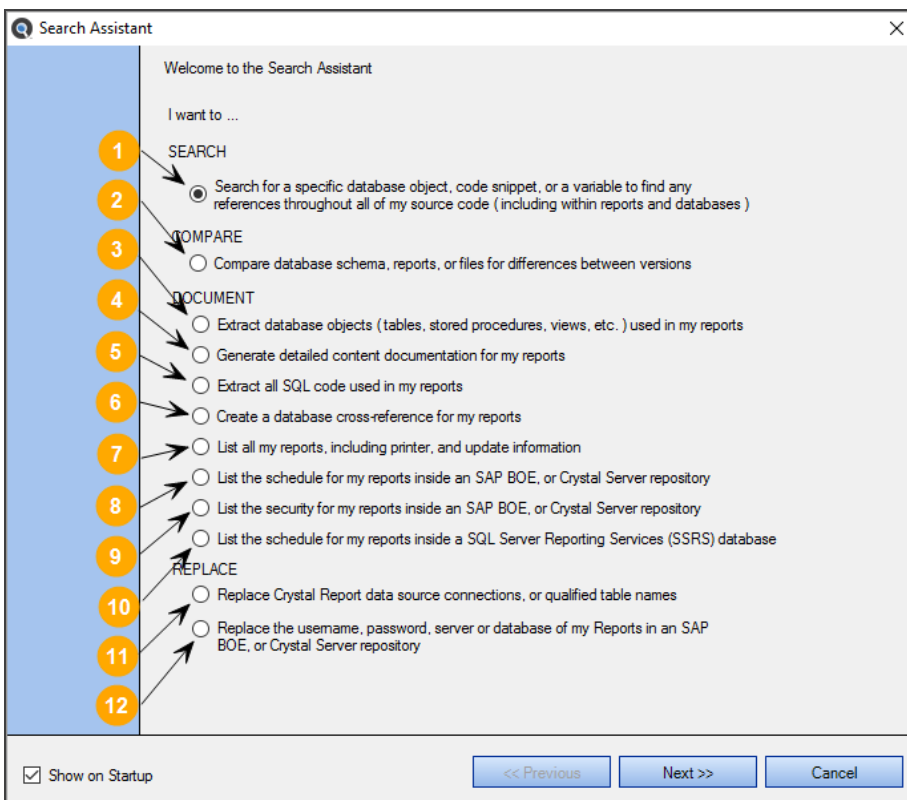 Search Assistant
Welcome to the Search Assistant
I want to ...
1
SEARCH
Search for a specific database object, code snippet, or a variable to find any
references throughout all of my source code ( including within reports and databases )
2
COMPARE
3
Compare database schema, reports, or files for differences between versions
DOCUMENT
4
Extract database objects ( tables, stored procedures, views, etc. ) used in my reports
5
Generate detailed content documentation for my reports
Extract all SQL code used in my reports
6
Create a database cross-reference for my reports
7
List all my reports, including printer, and update information
List the schedule for my reports inside an SAP BOE, or Crystal Server repository
8
List the security for my reports inside an SAP BOE, or Crystal Server repository
9
List the schedule for my reports inside a SQL Server Reporting Services (SSRS) database
REPLACE
10
Replace Crystal Report data source connections, or qualified table names
11
Replace the username, password, server or database of my Reports in an SAP
BOE, or Crystal Server repository
12
Show on Startup
<< Previous
Next >>
Cancel